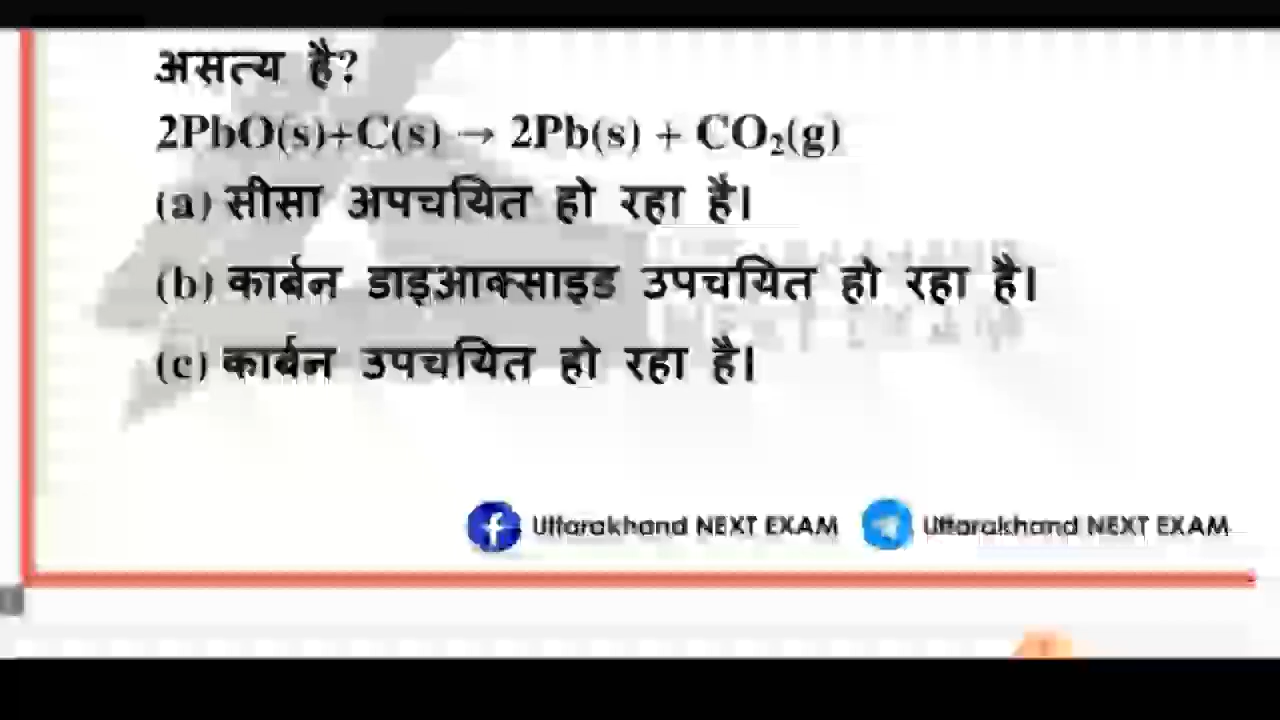 असत्य है?
2PbO(s)+C(s) → 2Pb(s) + CO₂(g)
(a) सीसा अपचयित हो रहा है।
(b) कार्बन डाइआक्साइड उपचयित हो रहा है।
(c) कार्बन उपचयित हो रहा है।
Uttarakhand NEXT EXAM Uttarakhand NEXT EXAM